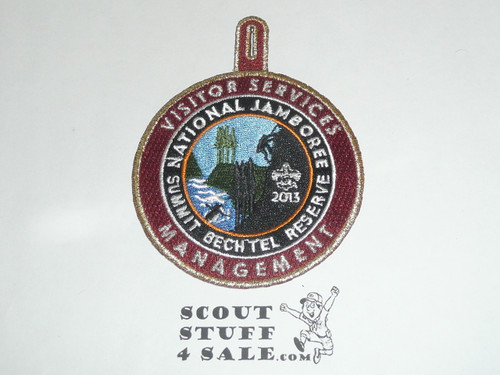 VISITOR SERVICES
NATIONAL JAMBOREE
2013
SUMMIT BECHTEL RESERVE
MANAGEMENT
SCOUT
STUFF
4 SALE.COM